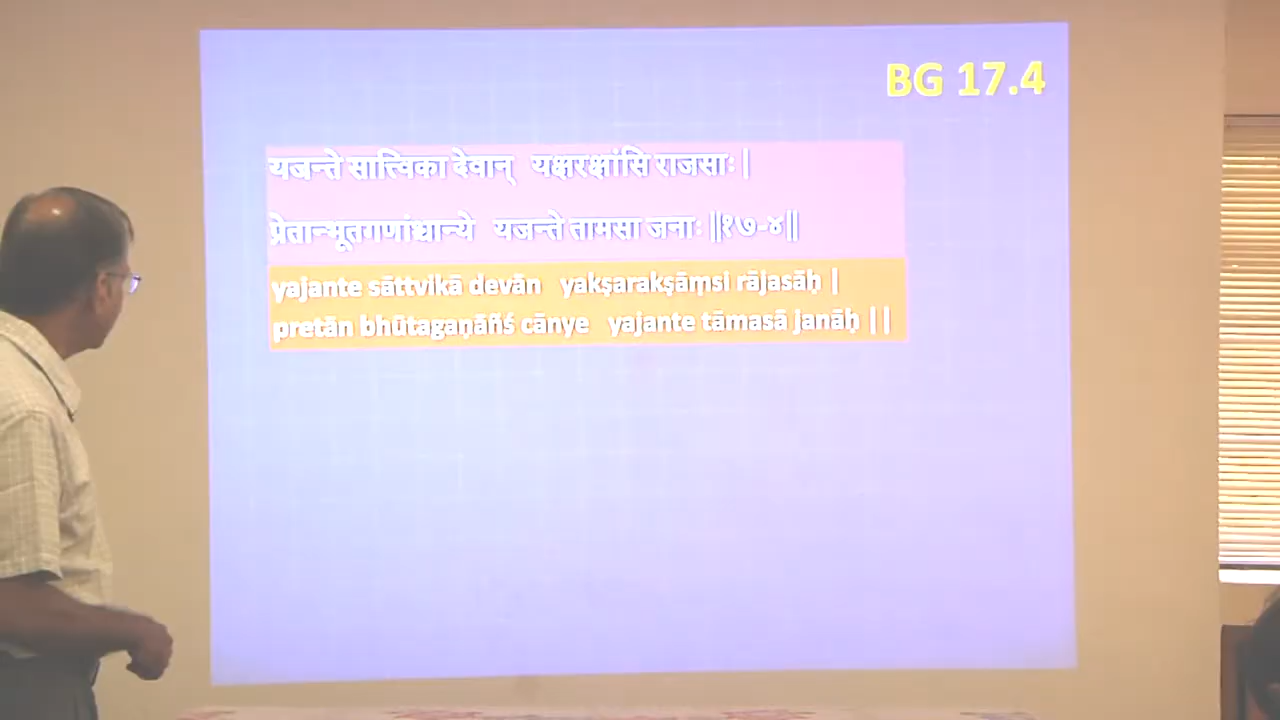 BG 17.4
यजन्ते सात्त्विका देवान् यक्षरक्षांसि राजसाः |
प्रेतान्भूतगणांश्चान्ये यजन्ते तामसा जनाः ||१७-४||
yajante sāttvikā devān yakṣarakṣāṃsi rājasāḥ |
pretān bhūtagaṇāñś cānye yajante tāmasā janāḥ ||